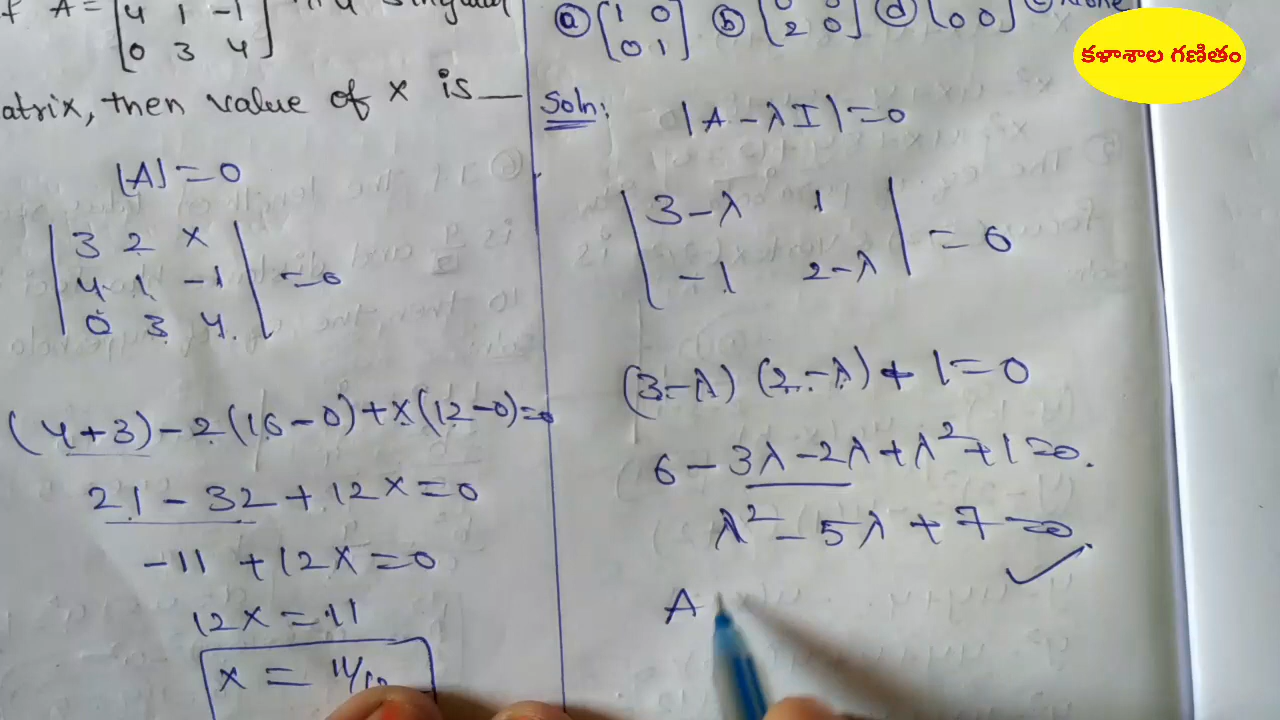 A = [ 4 1 -1
0 3 4 ]
atrix, then value of x is
|A| = 0
| 3 2 x
4 1 -1 | = 0
0 3 4
(4+3) - 2(16-0) + x(12-0) = 0
21 - 32 + 12x = 0
-11 + 12x = 0
12x = 11
x = 11/12
ⓐ [ 1 0 ⓑ [ ⓓ [ ⓒ None
0 1 ] 2 0 ] 0 0 ]
కళాశాల గణితం
Soln: |A - λI| = 0
| 3-λ 1 | = 0
-1 2-λ
(3-λ) (2-λ) + 1 = 0
6 - 3λ - 2λ + λ² + 1 = 0.
λ² - 5λ + 7 = 0.
A